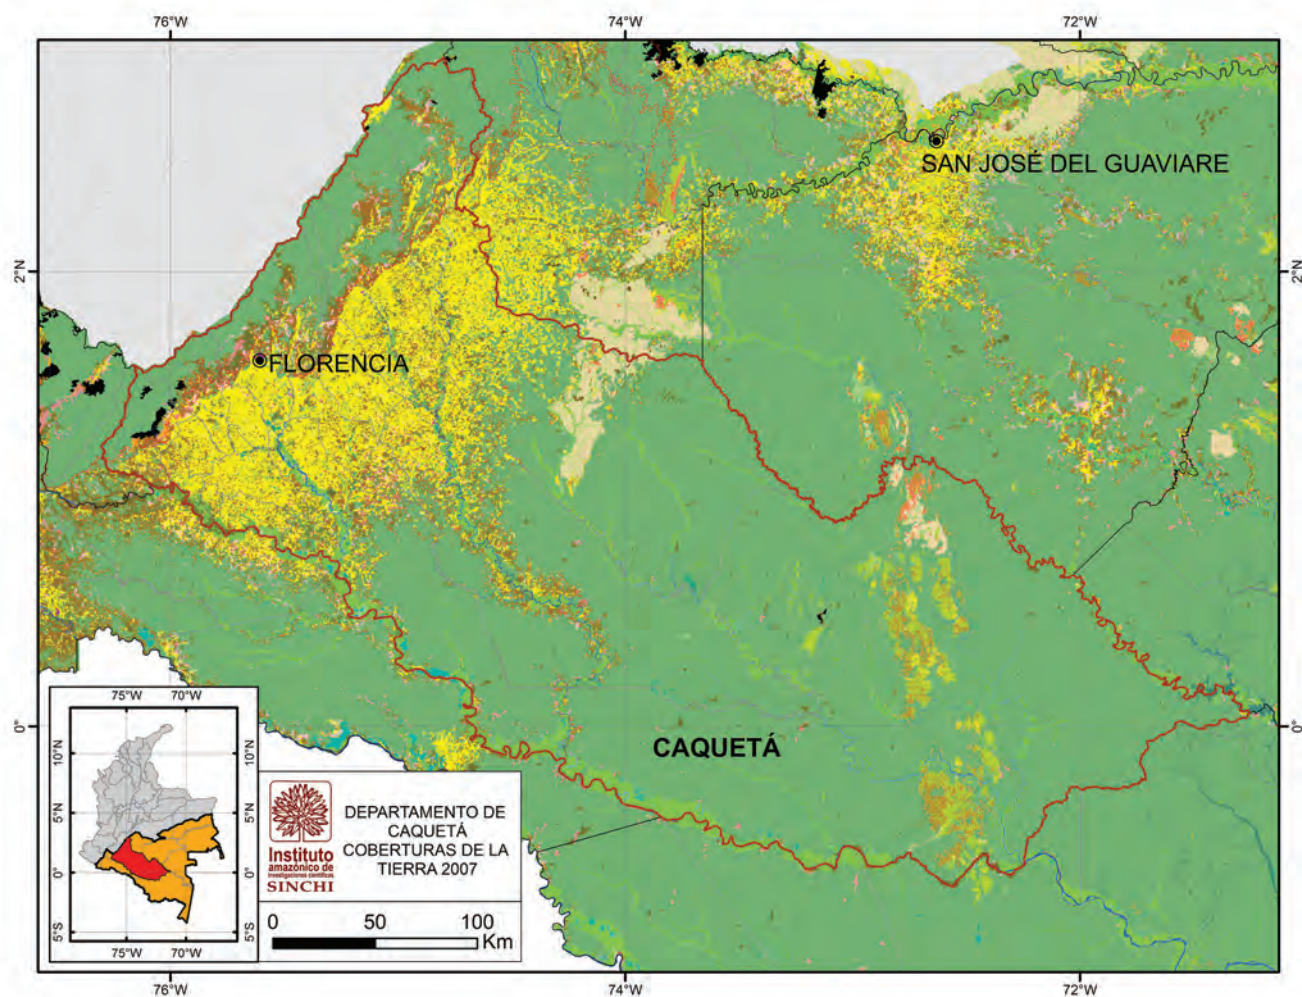 76°W 74°W 72°W
SAN JOSÉ DEL GUAVIARE
2°N 2°N
FLORENCIA
0° 0°
CAQUETÁ
75°W 70°W
10°N 10°N
5°N 5°N
0° 0°
5°S 5°S
75°W 70°W
Instituto
amazónico de
investigaciones científicas
SINCHI
DEPARTAMENTO DE
CAQUETÁ
COBERTURAS DE LA
TIERRA 2007
0 50 100
Km
76°W 74°W 72°W